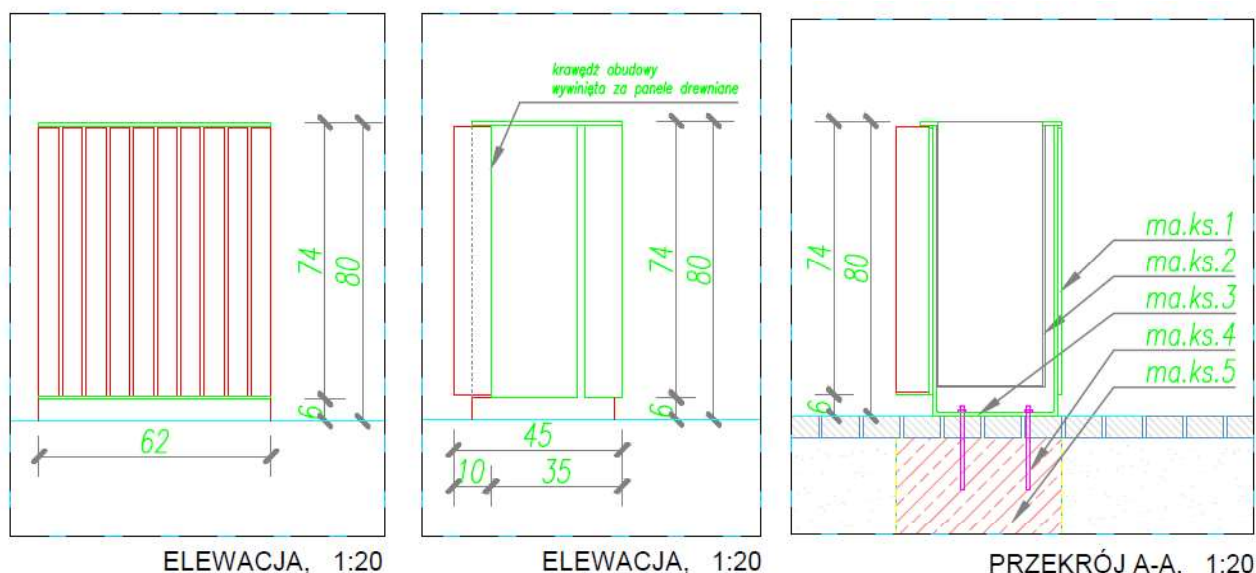 74
80
6
62
ELEWACJA, 1:20
krawędź obudowy
wywinięta za panele drewniane
74
80
6
45
10
35
ELEWACJA, 1:20
74
80
6
ma.ks.1
ma.ks.2
ma.ks.3
ma.ks.4
ma.ks.5
PRZEKRÓJ A-A, 1:20